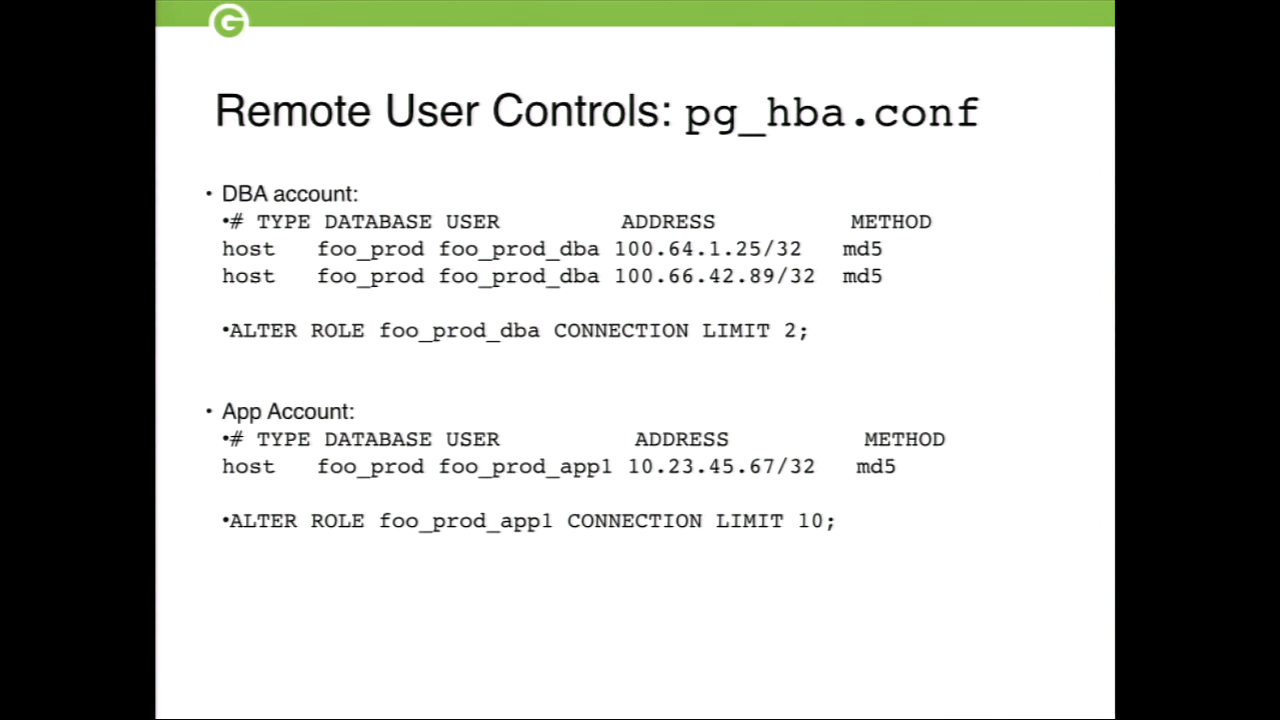 G
Remote User Controls: pg_hba.conf
• DBA account:
•# TYPE DATABASE USER ADDRESS METHOD
host foo_prod foo_prod_dba 100.64.1.25/32 md5
host foo_prod foo_prod_dba 100.66.42.89/32 md5
•ALTER ROLE foo_prod_dba CONNECTION LIMIT 2;
• App Account:
•# TYPE DATABASE USER ADDRESS METHOD
host foo_prod foo_prod_app1 10.23.45.67/32 md5
•ALTER ROLE foo_prod_app1 CONNECTION LIMIT 10;